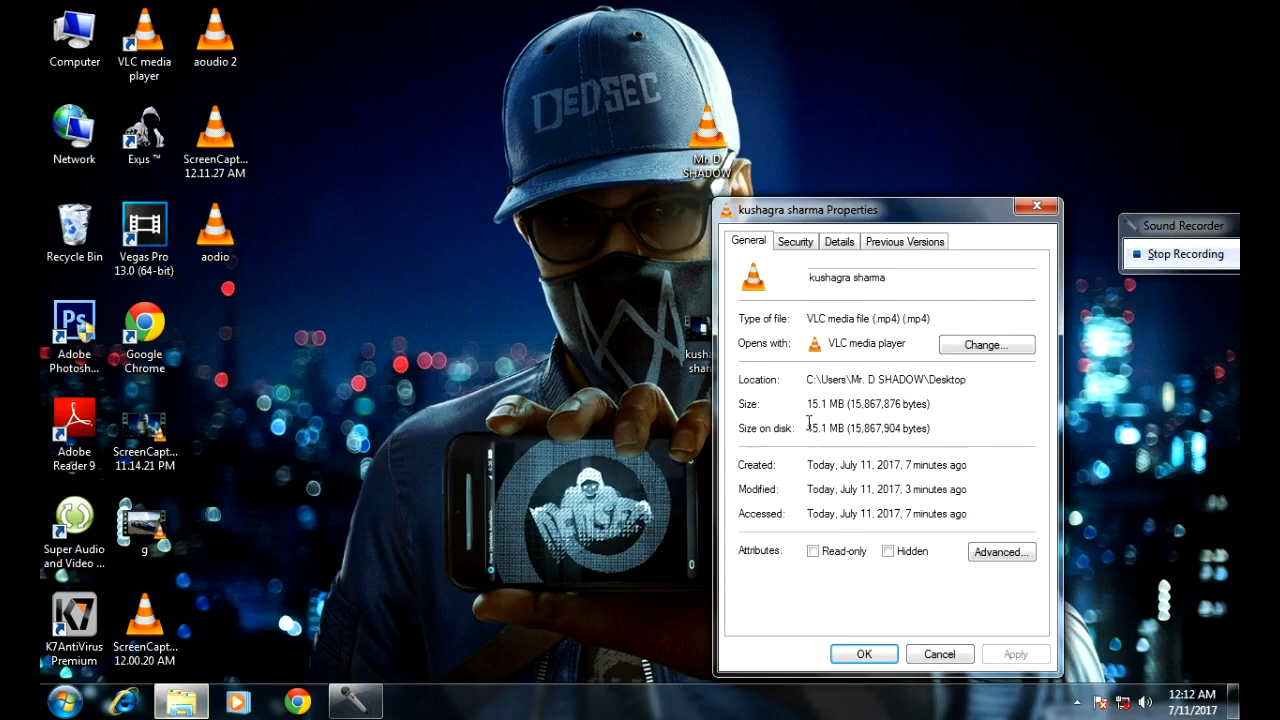 Computer
VLC media
player
aoudio 2
Network
Exµs ™
ScreenCapt...
12.11.27 AM
Recycle Bin
Vegas Pro
13.0 (64-bit)
aodio
Adobe
Photosh...
Google
Chrome
Adobe
Reader 9
ScreenCapt...
11.14.21 PM
Super Audio
and Video ...
g
K7AntiVirus
Premium
ScreenCapt...
12.00.20 AM
DEDSEC
Mr. D
SHADOW
kushagra sharma Properties
General
Security
Details
Previous Versions
kushagra sharma
Type of file: VLC media file (.mp4) (.mp4)
Opens with: VLC media player
Change...
Location: C:\Users\Mr. D SHADOW\Desktop
Size: 15.1 MB (15,867,876 bytes)
Size on disk: 15.1 MB (15,867,904 bytes)
Created: Today, July 11, 2017, 7 minutes ago
Modified: Today, July 11, 2017, 3 minutes ago
Accessed: Today, July 11, 2017, 7 minutes ago
Attributes: Read-only Hidden
Advanced...
OK
Cancel
Apply
Sound Recorder
Stop Recording
12:12 AM
7/11/2017